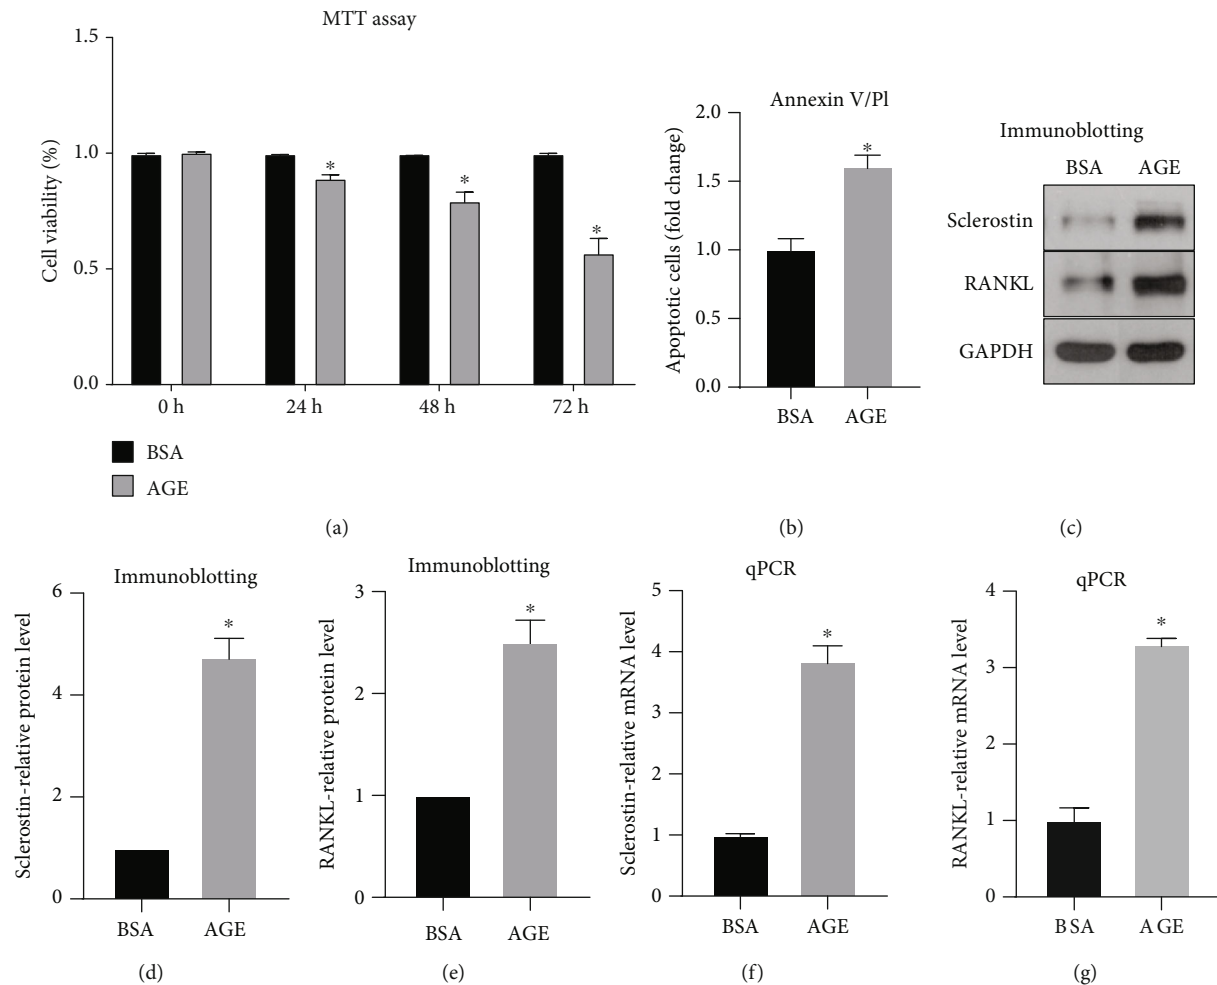 MTT assay
Cell viability (%)
1.5
1.0
0.5
0.0
*
*
*
0 h
24 h
48 h
72 h
BSA
AGE
(a)
Annexin V/Pl
Apoptotic cells (fold change)
2.0
1.5
1.0
0.5
0.0
*
BSA
AGE
(b)
Immunoblotting
BSA AGE
Sclerostin
RANKL
GAPDH
(c)
Immunoblotting
Sclerostin-relative protein level
6
4
2
0
*
BSA
AGE
(d)
Immunoblotting
RANKL-relative protein level
3
2
1
0
*
BSA
AGE
(e)
qPCR
Sclerostin-relative mRNA level
5
4
3
2
1
0
*
BSA
AGE
(f)
qPCR
RANKL-relative mRNA level
4
3
2
1
0
*
BSA
AGE
(g)